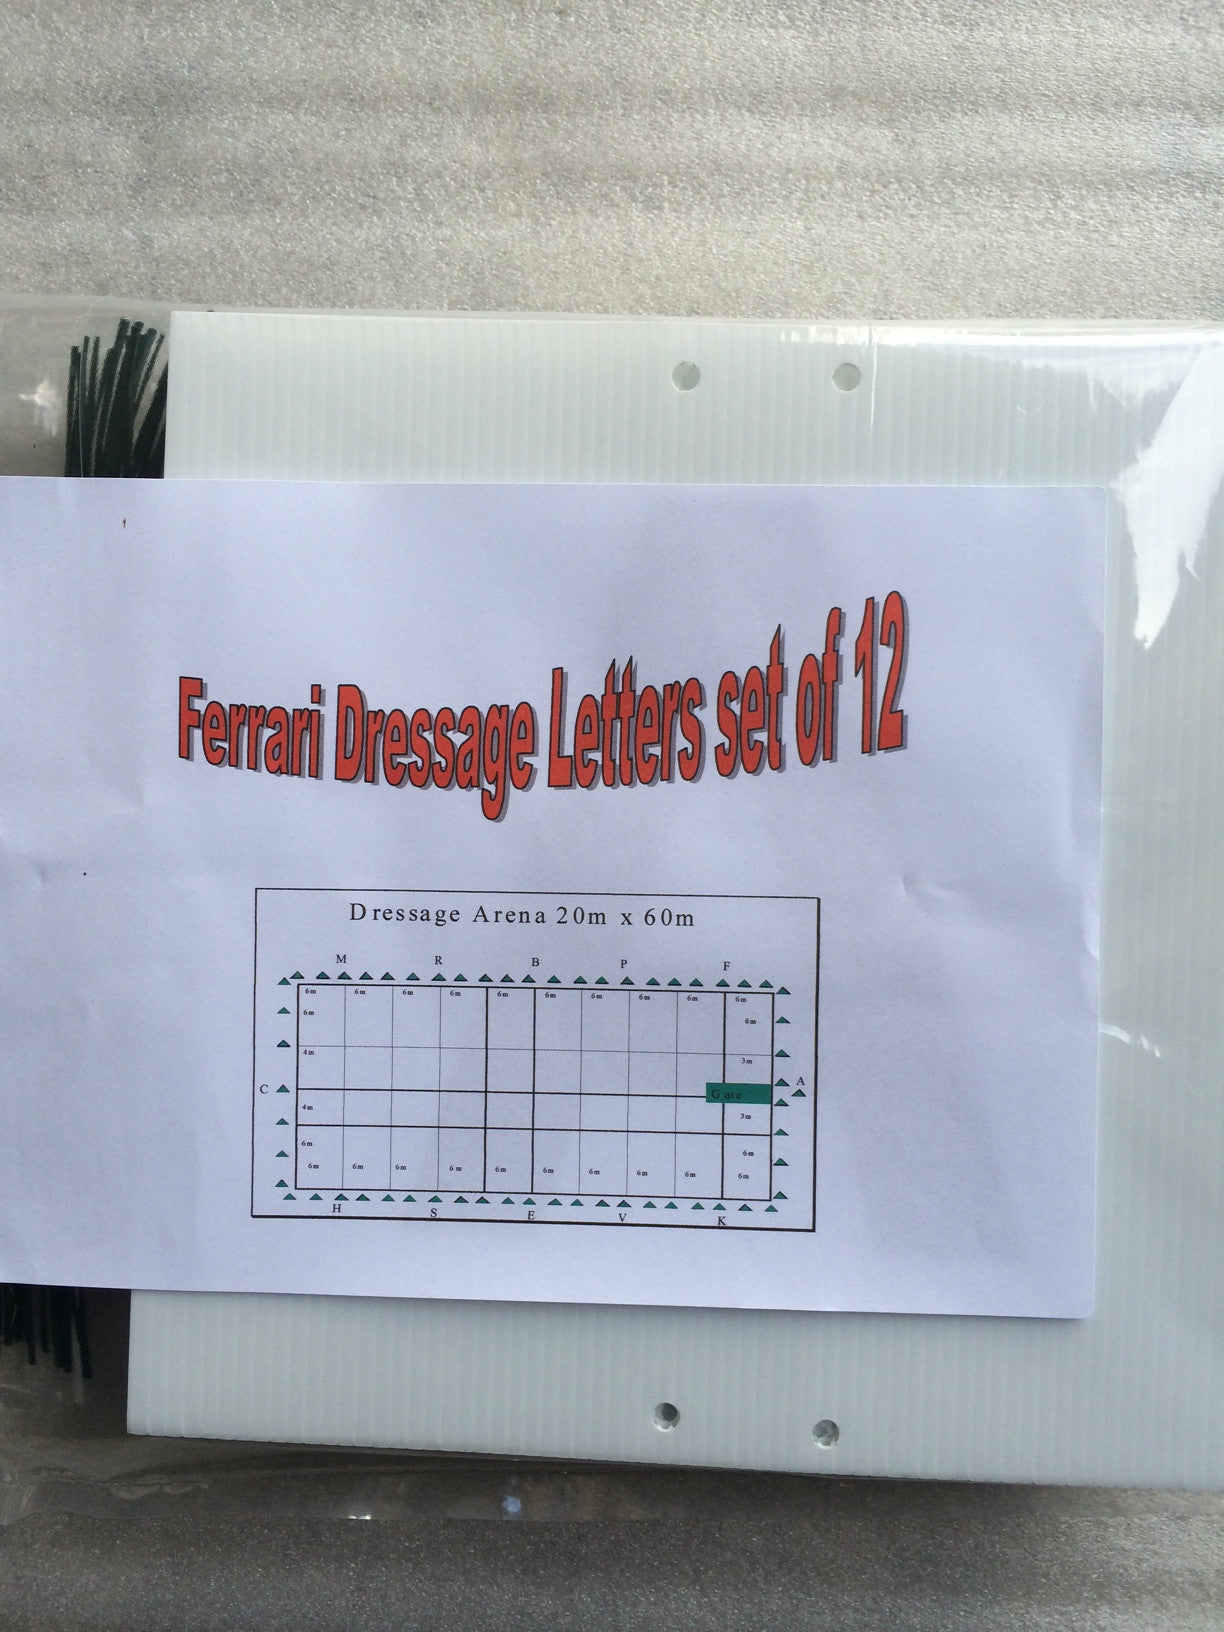 Ferrari Dressage Letters set of 12
Dressage Arena 20m x 60m
M R B P F
6m 6m 6m 6m 6m 6m 6m 6m 6m 6m
6m 6m
4m 3m
C Gate A
4m 3m
6m 6m
6m 6m 6m 6m 6m 6m 6m 6m 6m 6m
H S E V K